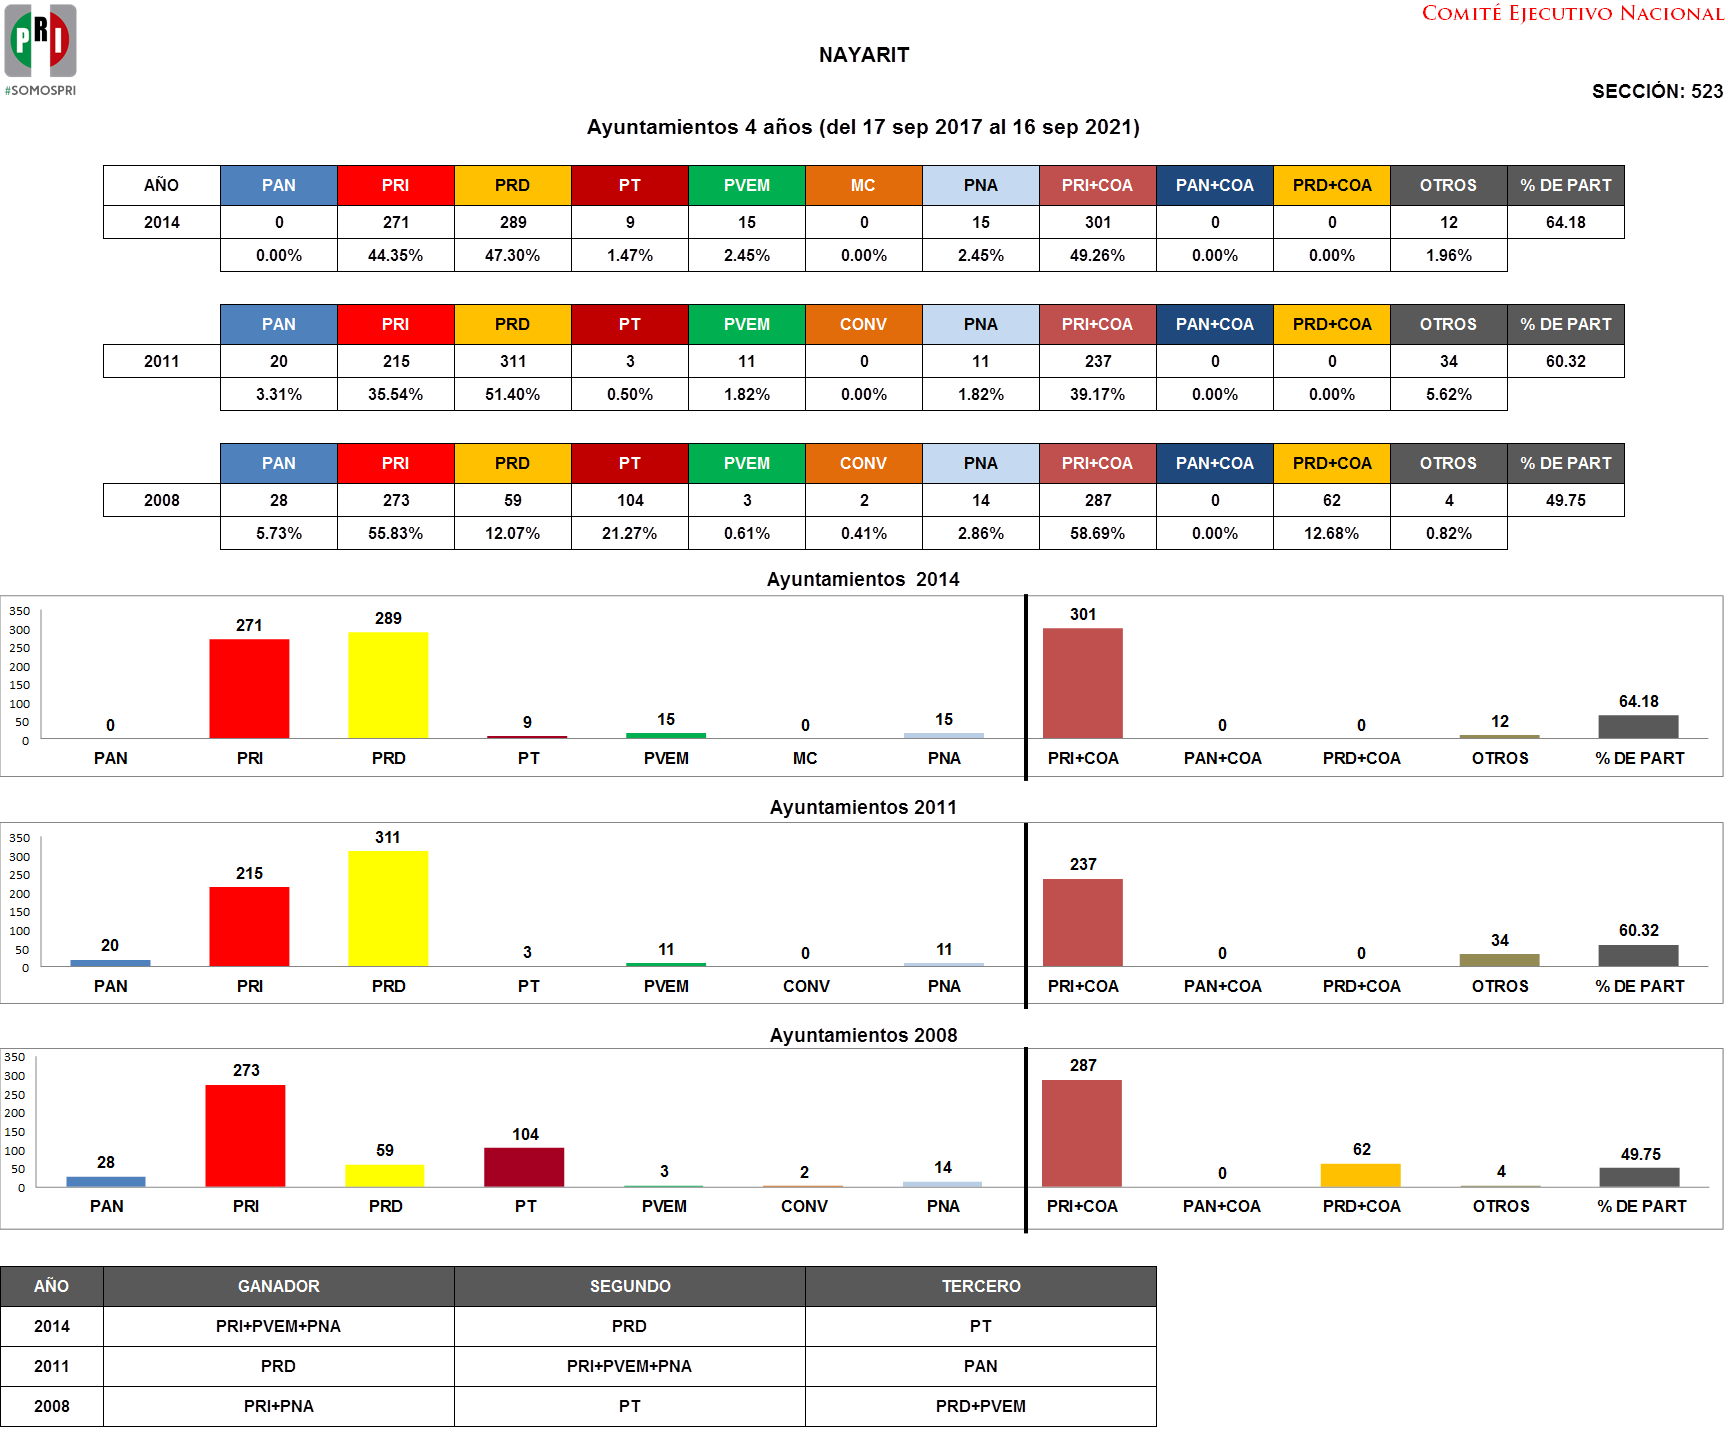 PRI
#SOMOSPRI
COMITÉ EJECUTIVO NACIONAL
NAYARIT
SECCIÓN: 523
Ayuntamientos 4 años (del 17 sep 2017 al 16 sep 2021)
AÑO PAN PRI PRD PT PVEM MC PNA PRI+COA PAN+COA PRD+COA OTROS % DE PART
2014 0 271 289 9 15 0 15 301 0 0 12 64.18
0.00% 44.35% 47.30% 1.47% 2.45% 0.00% 2.45% 49.26% 0.00% 0.00% 1.96%
PAN PRI PRD PT PVEM CONV PNA PRI+COA PAN+COA PRD+COA OTROS % DE PART
2011 20 215 311 3 11 0 11 237 0 0 34 60.32
3.31% 35.54% 51.40% 0.50% 1.82% 0.00% 1.82% 39.17% 0.00% 0.00% 5.62%
PAN PRI PRD PT PVEM CONV PNA PRI+COA PAN+COA PRD+COA OTROS % DE PART
2008 28 273 59 104 3 2 14 287 0 62 4 49.75
5.73% 55.83% 12.07% 21.27% 0.61% 0.41% 2.86% 58.69% 0.00% 12.68% 0.82%
Ayuntamientos 2014
350
300
250
200
150
100
50
0
0 271 289 9 15 0 15 301 0 0 12 64.18
PAN PRI PRD PT PVEM MC PNA PRI+COA PAN+COA PRD+COA OTROS % DE PART
Ayuntamientos 2011
350
300
250
200
150
100
50
0
20 215 311 3 11 0 11 237 0 0 34 60.32
PAN PRI PRD PT PVEM CONV PNA PRI+COA PAN+COA PRD+COA OTROS % DE PART
Ayuntamientos 2008
350
300
250
200
150
100
50
0
28 273 59 104 3 2 14 287 0 62 4 49.75
PAN PRI PRD PT PVEM CONV PNA PRI+COA PAN+COA PRD+COA OTROS % DE PART
AÑO GANADOR SEGUNDO TERCERO
2014 PRI+PVEM+PNA PRD PT
2011 PRD PRI+PVEM+PNA PAN
2008 PRI+PNA PT PRD+PVEM